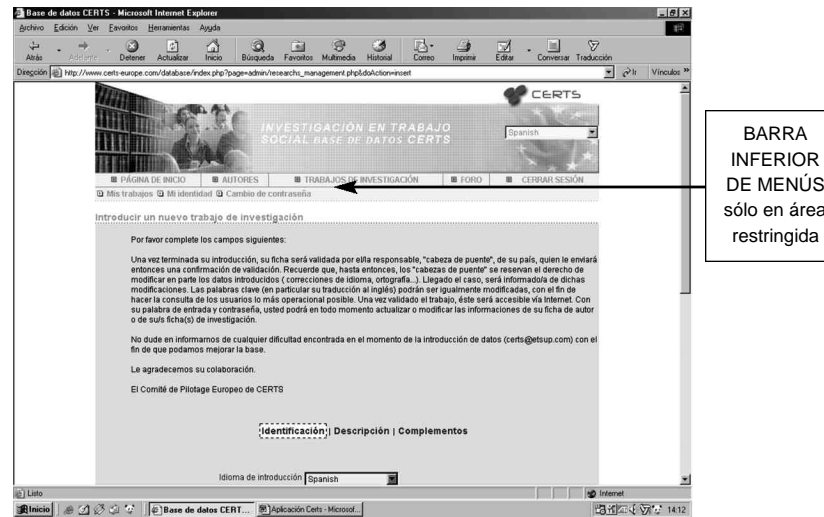 Base de datos CERTS - Microsoft Internet Explorer
Archivo Edición Ver Favoritos Herramientas Ayuda
Atrás Adelante Detener Actualizar Inicio Búsqueda Favoritos Multimedia Historial Correo Imprimir Editar Conversar Traducción
Dirección http://www.certs-europe.com/database/index.php?page=admin/researchs_management.php&doAction=insert Ir Vínculos »
CERTS
INVESTIGACIÓN EN TRABAJO
SOCIAL BASE DE DATOS CERTS
Spanish
PÁGINA DE INICIO AUTORES TRABAJOS DE INVESTIGACIÓN FORO CERRAR SESIÓN
Mis trabajos Mi identidad Cambio de contraseña
Introducir un nuevo trabajo de investigación
Por favor complete los campos siguientes:
Una vez terminada su introducción, su ficha será validada por el/la responsable, "cabeza de puente", de su país, quien le enviará
entonces una confirmación de validación. Recuerde que, hasta entonces, los "cabezas de puente" se reservan el derecho de
modificar en parte los datos introducidos ( correcciones de idioma, ortografía...). Llegado el caso, será informado/a de dichas
modificaciones. Las palabras clave (en particular su traducción al inglés) podrán ser igualmente modificadas, con el fin de
hacer la consulta de los usuarios lo más operacional posible. Una vez validado el trabajo, éste será accesible vía Internet. Con
su palabra de entrada y contraseña, usted podrá en todo momento actualizar o modificar las informaciones de su ficha de autor
o de su/s ficha(s) de investigación.
No dude en informarnos de cualquier dificultad encontrada en el momento de la introducción de datos (certs@etsup.com) con el
fin de que podamos mejorar la base.
Le agradecemos su colaboración.
El Comité de Pilotage Europeo de CERTS
Identificación | Descripción | Complementos
Idioma de introducción Spanish
Listo Internet
Inicio Base de datos CERT... Aplicación Certs - Microsof... 14:12
BARRA
INFERIOR
DE MENÚS
sólo en área
restringida